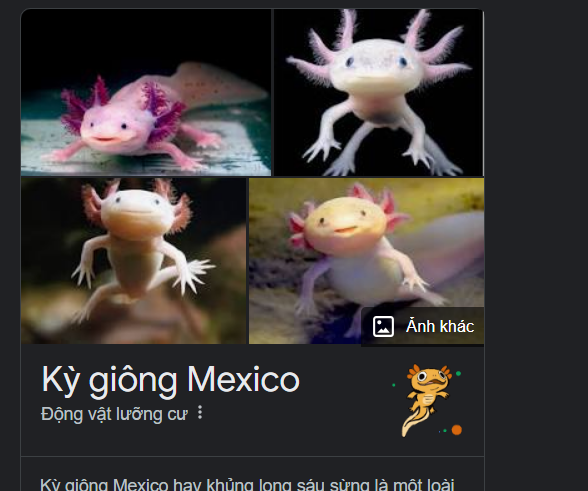 Ảnh khác
Kỳ giông Mexico
Động vật lưỡng cư
Kỳ giông Mexico hay khủng long sáu sừng là một loài